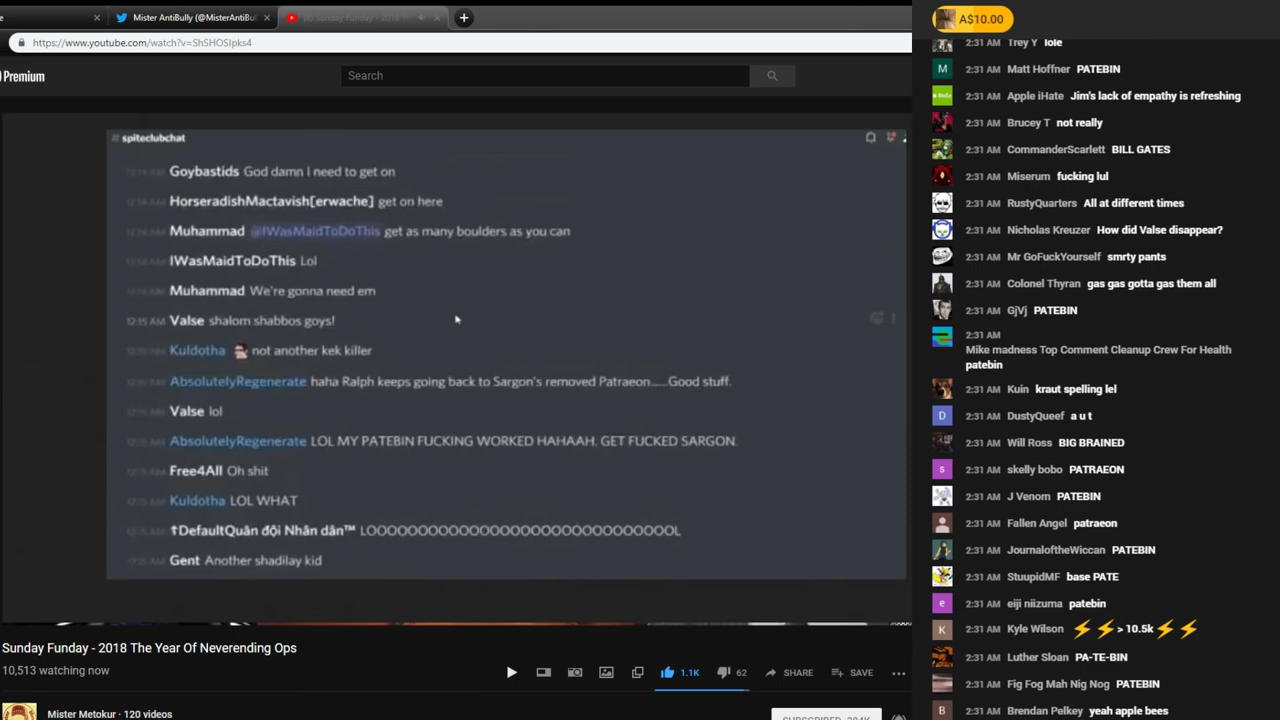 Mister AntiBully (@MisterAntiBul
(6) Sunday Funday - 2018 T
A$10.00
https://www.youtube.com/watch?v=ShSHOSIpks4
Premium
Search
# spiteclubchat
Goybastids God damn I need to get on
HorseradishMactavish[erwache] get on here
Muhammad @IWasMaidToDoThis get as many boulders as you can
IWasMaidToDoThis Lol
Muhammad We're gonna need em
12:15 AM Valse shalom shabbos goys!
Kuldotha not another kek killer
AbsolutelyRegenerate haha Ralph keeps going back to Sargon's removed Patraeon......Good stuff.
Valse lol
AbsolutelyRegenerate LOL MY PATEBIN FUCKING WORKED HAHAAH. GET FUCKED SARGON.
Free4All Oh shit
Kuldotha LOL WHAT
†DefaultQuân đội Nhân dân™ LOOOOOOOOOOOOOOOOOOOOOOOOOOOOOOL
Gent Another shadilay kid
Sunday Funday - 2018 The Year Of Neverending Ops
10,513 watching now
1.1K
62
SHARE
SAVE
Mister Metokur · 120 videos
SUBSCRIBED 284K
2:31 AM Trey Y lole
M 2:31 AM Matt Hoffner PATEBIN
2:31 AM Apple iHate Jim's lack of empathy is refreshing
2:31 AM Brucey T not really
2:31 AM CommanderScarlett BILL GATES
2:31 AM Miserum fucking lul
2:31 AM RustyQuarters All at different times
2:31 AM Nicholas Kreuzer How did Valse disappear?
2:31 AM Mr GoFuckYourself smrty pants
2:31 AM Colonel Thyran gas gas gotta gas them all
2:31 AM GjVj PATEBIN
2:31 AM
Mike madness Top Comment Cleanup Crew For Health
patebin
2:31 AM Kuin kraut spelling lel
D 2:31 AM DustyQueef a u t
2:31 AM Will Ross BIG BRAINED
s 2:31 AM skelly bobo PATRAEON
2:31 AM J Venom PATEBIN
2:31 AM Fallen Angel patraeon
2:31 AM JournaloftheWiccan PATEBIN
2:31 AM StuupidMF base PATE
e 2:31 AM eiji niizuma patebin
K 2:31 AM Kyle Wilson ⚡⚡> 10.5k⚡⚡
2:31 AM Luther Sloan PA-TE-BIN
2:31 AM Fig Fog Mah Nig Nog PATEBIN
B 2:31 AM Brendan Pelkey yeah apple bees